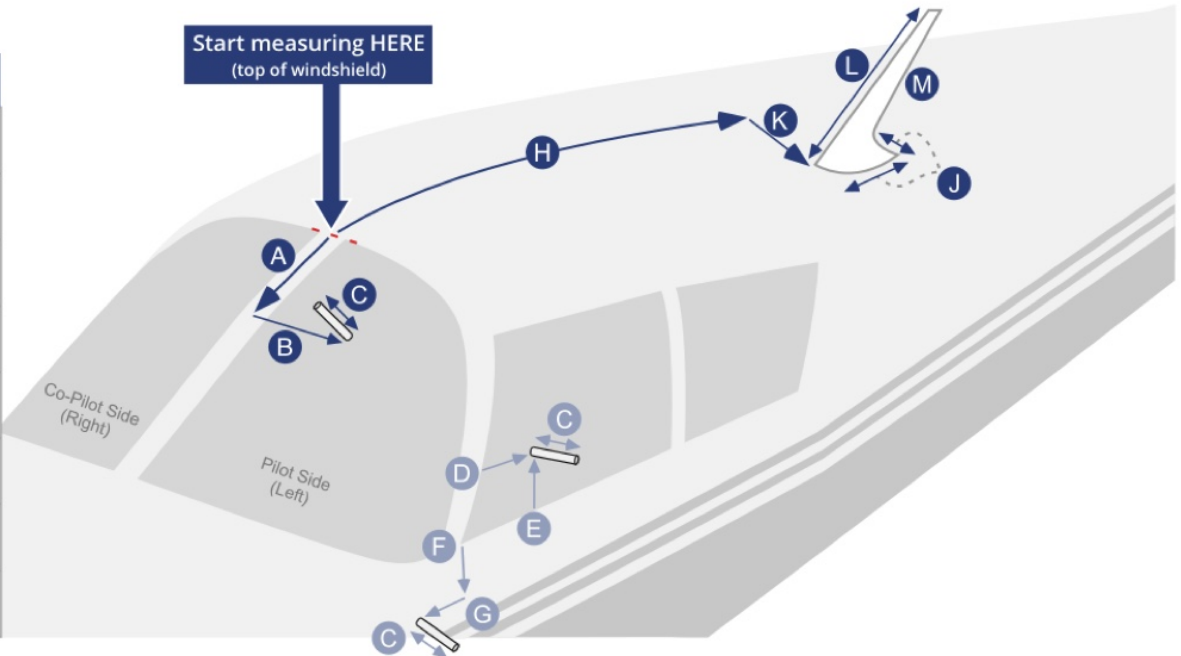 Start measuring HERE
(top of windshield)
L
M
K
H
J
A
C
B
Co-Pilot Side
(Right)
C
D
Pilot Side
(Left)
E
F
G
C